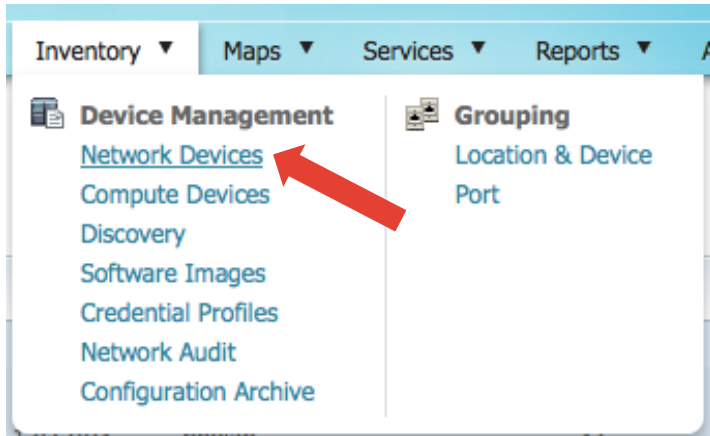 Inventory ▼ Maps ▼ Services ▼ Reports ▼
Device Management
Network Devices
Compute Devices
Discovery
Software Images
Credential Profiles
Network Audit
Configuration Archive
Grouping
Location & Device
Port